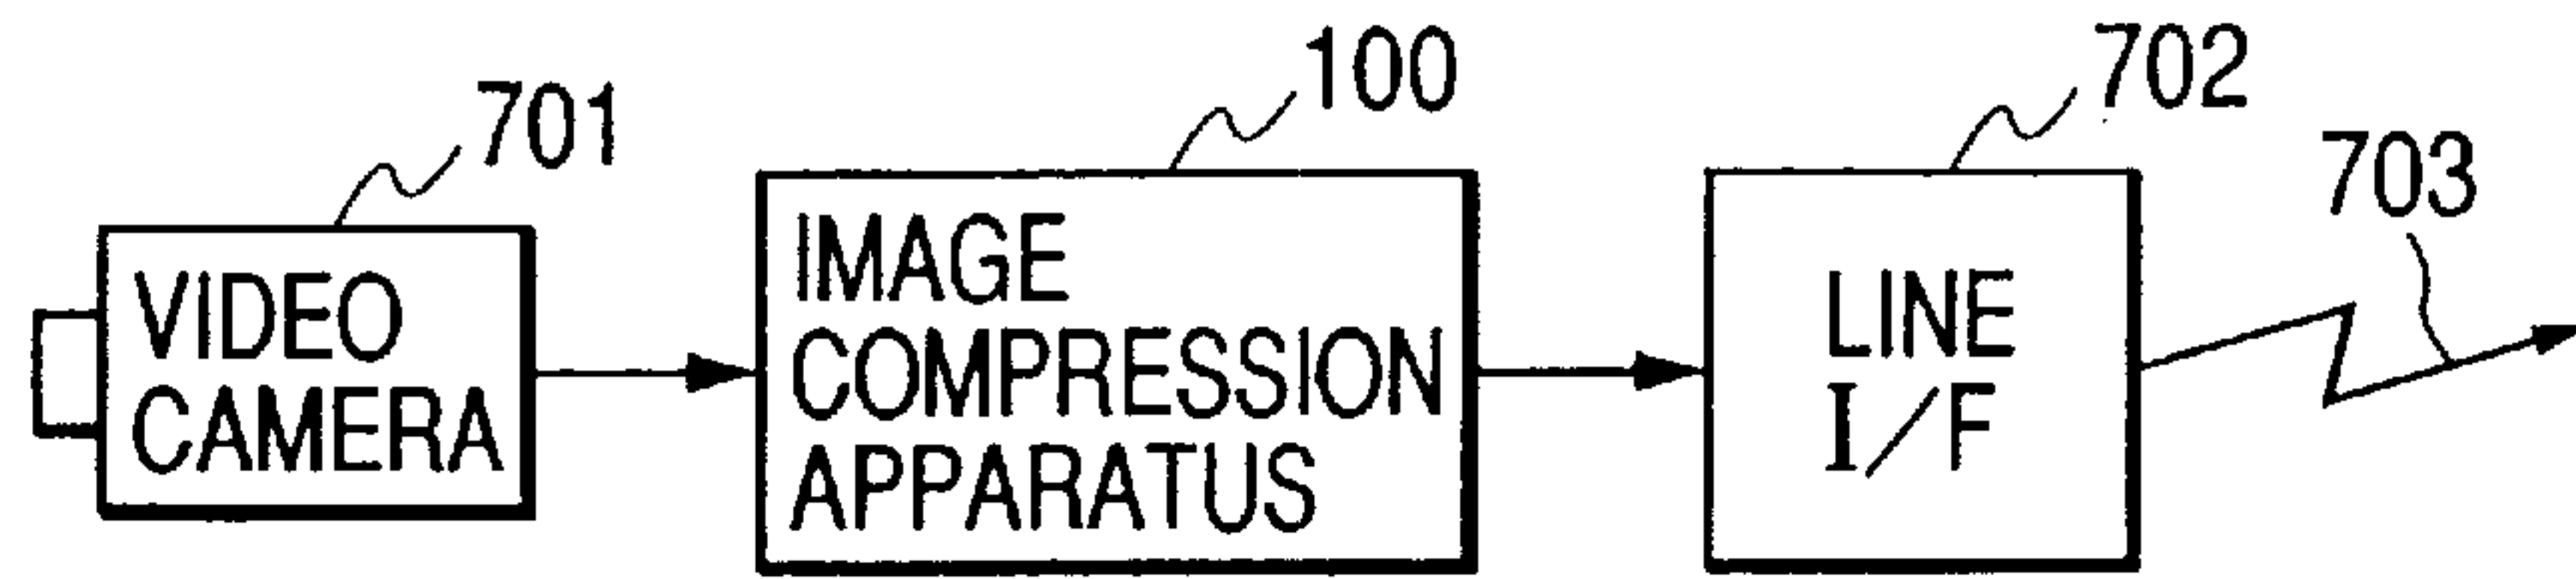 701
100
702
703
VIDEO
CAMERA
IMAGE
COMPRESSION
APPARATUS
LINE
I/F